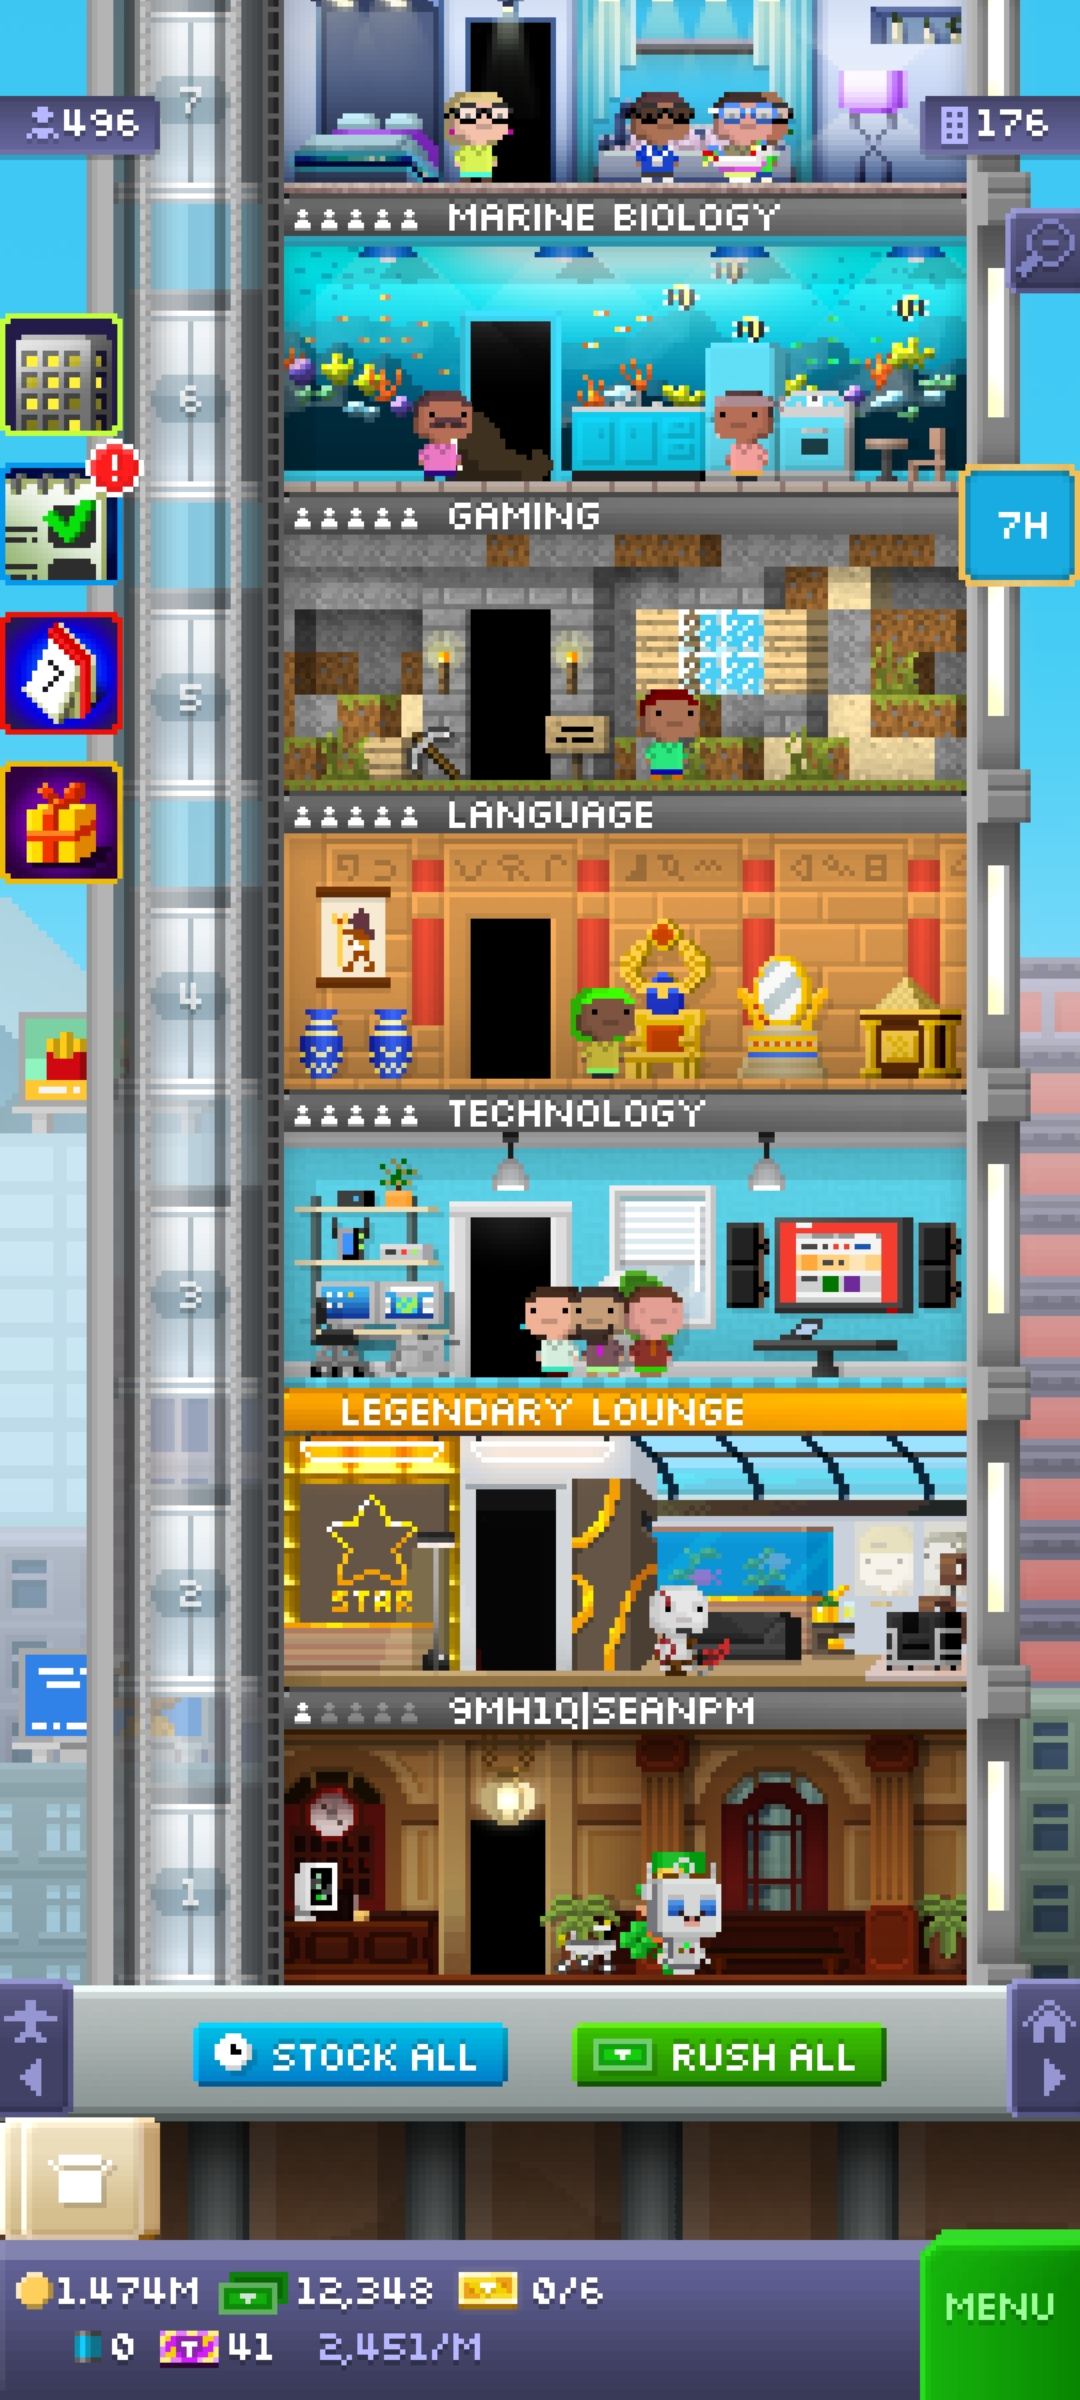 7
496
176
MARINE BIOLOGY
6
GAMING
7H
5
LANGUAGE
4
TECHNOLOGY
3
LEGENDARY LOUNGE
STAR
2
9MH1Q|SEANPM
1
STOCK ALL
RUSH ALL
1.474M 12,348 0/6
MENU
0 41 2,451/M